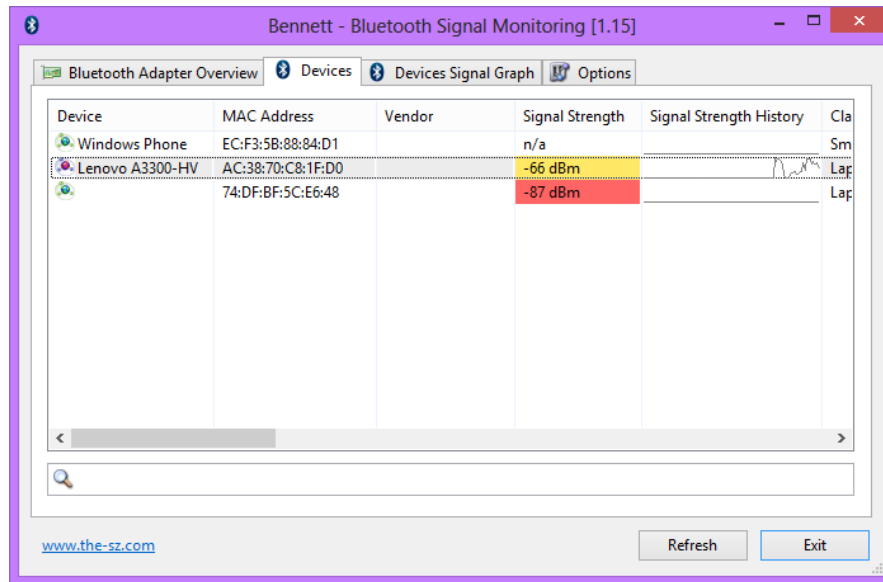 Bennett - Bluetooth Signal Monitoring [1.15]
Bluetooth Adapter Overview Devices Devices Signal Graph Options
Device MAC Address Vendor Signal Strength Signal Strength History Cla
Windows Phone EC:F3:5B:88:84:D1 n/a Sm
Lenovo A3300-HV AC:38:70:C8:1F:D0 -66 dBm Lap
74:DF:BF:5C:E6:48 -87 dBm Lap
www.the-sz.com Refresh Exit